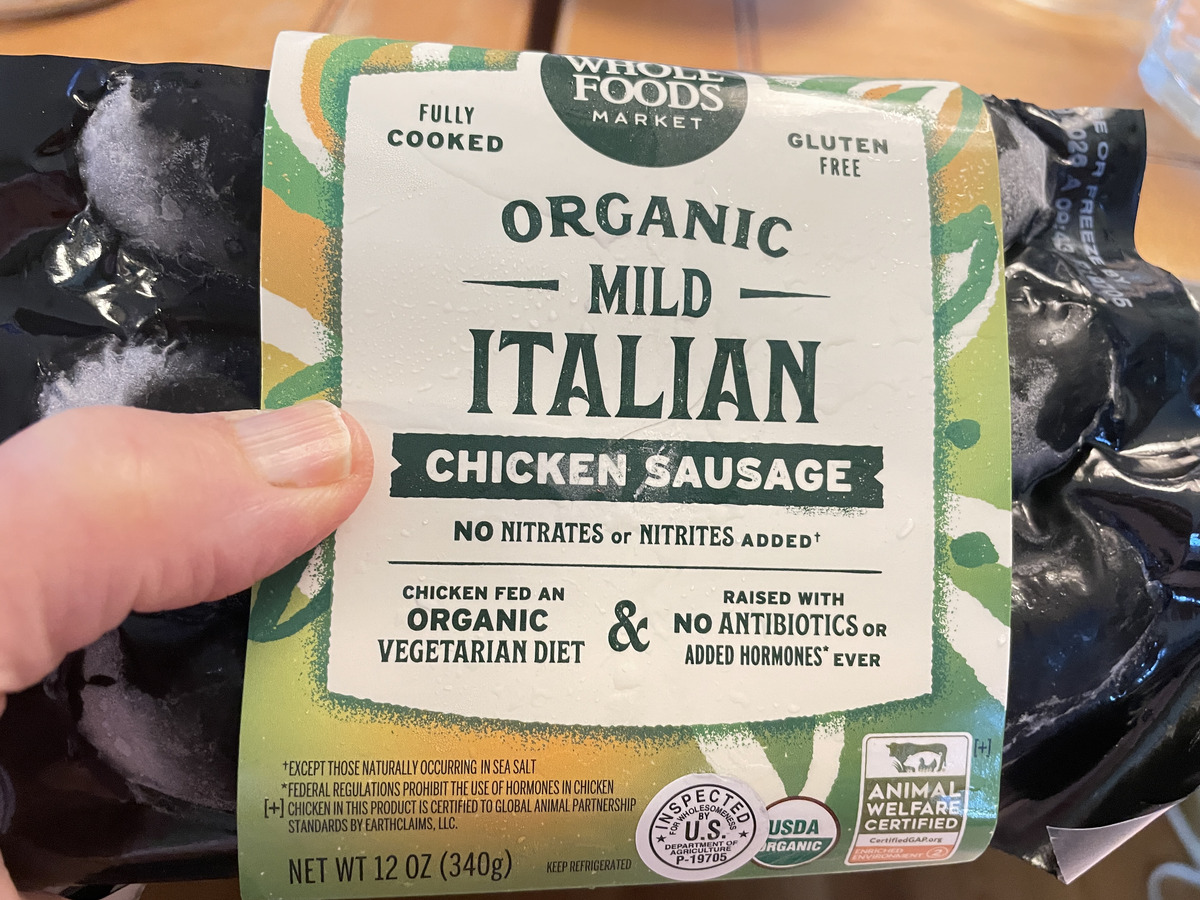 WHOLE
FOODS
MARKET
FULLY
COOKED
GLUTEN
FREE
ORGANIC
MILD
ITALIAN
CHICKEN SAUSAGE
NO NITRATES or NITRITES ADDED†
CHICKEN FED AN
ORGANIC
VEGETARIAN DIET
&
RAISED WITH
NO ANTIBIOTICS OR
ADDED HORMONES* EVER
†EXCEPT THOSE NATURALLY OCCURRING IN SEA SALT
*FEDERAL REGULATIONS PROHIBIT THE USE OF HORMONES IN CHICKEN
[+] CHICKEN IN THIS PRODUCT IS CERTIFIED TO GLOBAL ANIMAL PARTNERSHIP
STANDARDS BY EARTHCLAIMS, LLC.
NET WT 12 OZ (340g)
KEEP REFRIGERATED
INSPECTED
FOR WHOLESOMENESS
BY
U.S.
DEPARTMENT OF
AGRICULTURE
P-19705
USDA
ORGANIC
[+]
ANIMAL
WELFARE
CERTIFIED
CertifiedGAP.org
ENRICHED
ENVIRONMENT 2
OR FREEZE BY